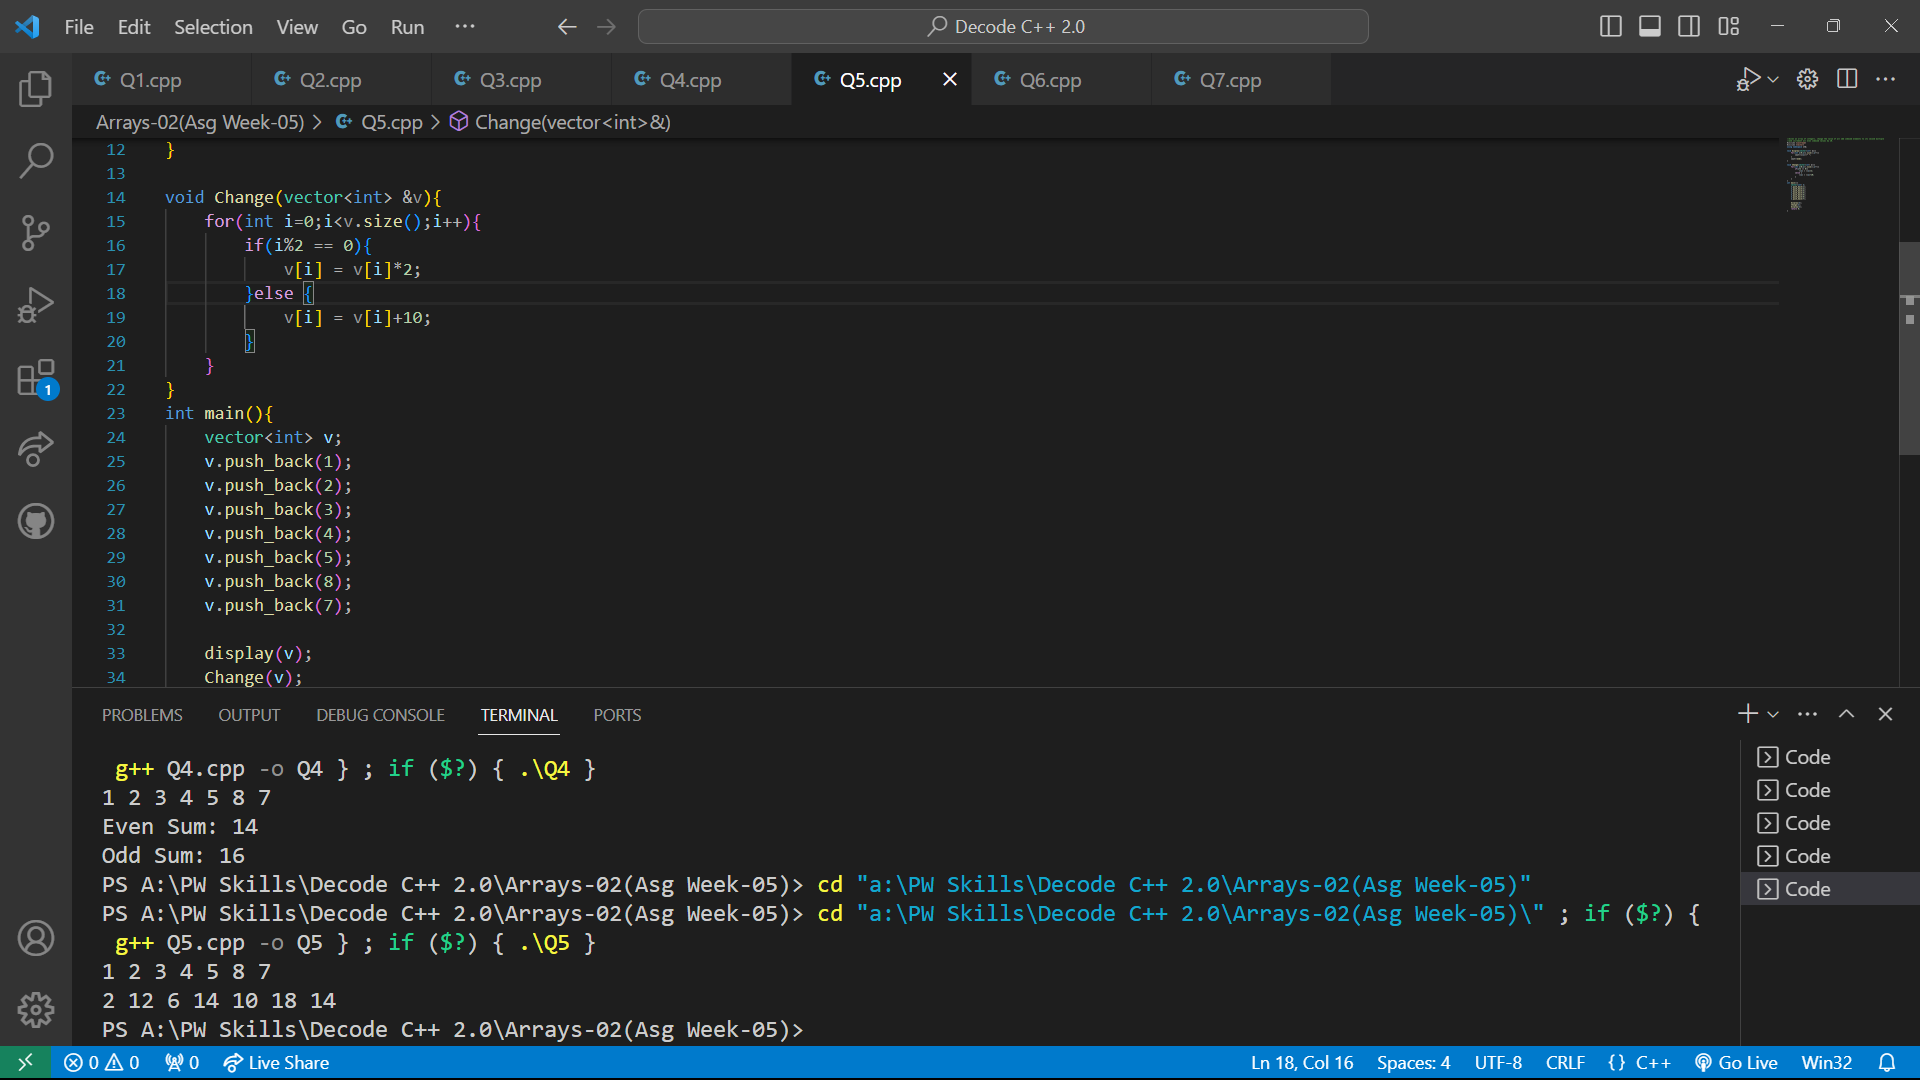 File Edit Selection View Go Run ··· Decode C++ 2.0
Q1.cpp Q2.cpp Q3.cpp Q4.cpp Q5.cpp Q6.cpp Q7.cpp
Arrays-02(Asg Week-05) > Q5.cpp > Change(vector<int>&)
12 }
13
14 void Change(vector<int> &v){
15     for(int i=0;i<v.size();i++){
16         if(i%2 == 0){
17             v[i] = v[i]*2;
18         }else {
19             v[i] = v[i]+10;
20         }
21     }
22 }
23 int main(){
24     vector<int> v;
25     v.push_back(1);
26     v.push_back(2);
27     v.push_back(3);
28     v.push_back(4);
29     v.push_back(5);
30     v.push_back(8);
31     v.push_back(7);
32
33     display(v);
34     Change(v);
1
PROBLEMS OUTPUT DEBUG CONSOLE TERMINAL PORTS
g++ Q4.cpp -o Q4 } ; if ($?) { .\Q4 }
1 2 3 4 5 8 7
Even Sum: 14
Odd Sum: 16
PS A:\PW Skills\Decode C++ 2.0\Arrays-02(Asg Week-05)> cd "a:\PW Skills\Decode C++ 2.0\Arrays-02(Asg Week-05)"
PS A:\PW Skills\Decode C++ 2.0\Arrays-02(Asg Week-05)> cd "a:\PW Skills\Decode C++ 2.0\Arrays-02(Asg Week-05)\" ; if ($?) {
g++ Q5.cpp -o Q5 } ; if ($?) { .\Q5 }
1 2 3 4 5 8 7
2 12 6 14 10 18 14
PS A:\PW Skills\Decode C++ 2.0\Arrays-02(Asg Week-05)>
Code
Code
Code
Code
Code
0 0 0 Live Share Ln 18, Col 16 Spaces: 4 UTF-8 CRLF {} C++ Go Live Win32